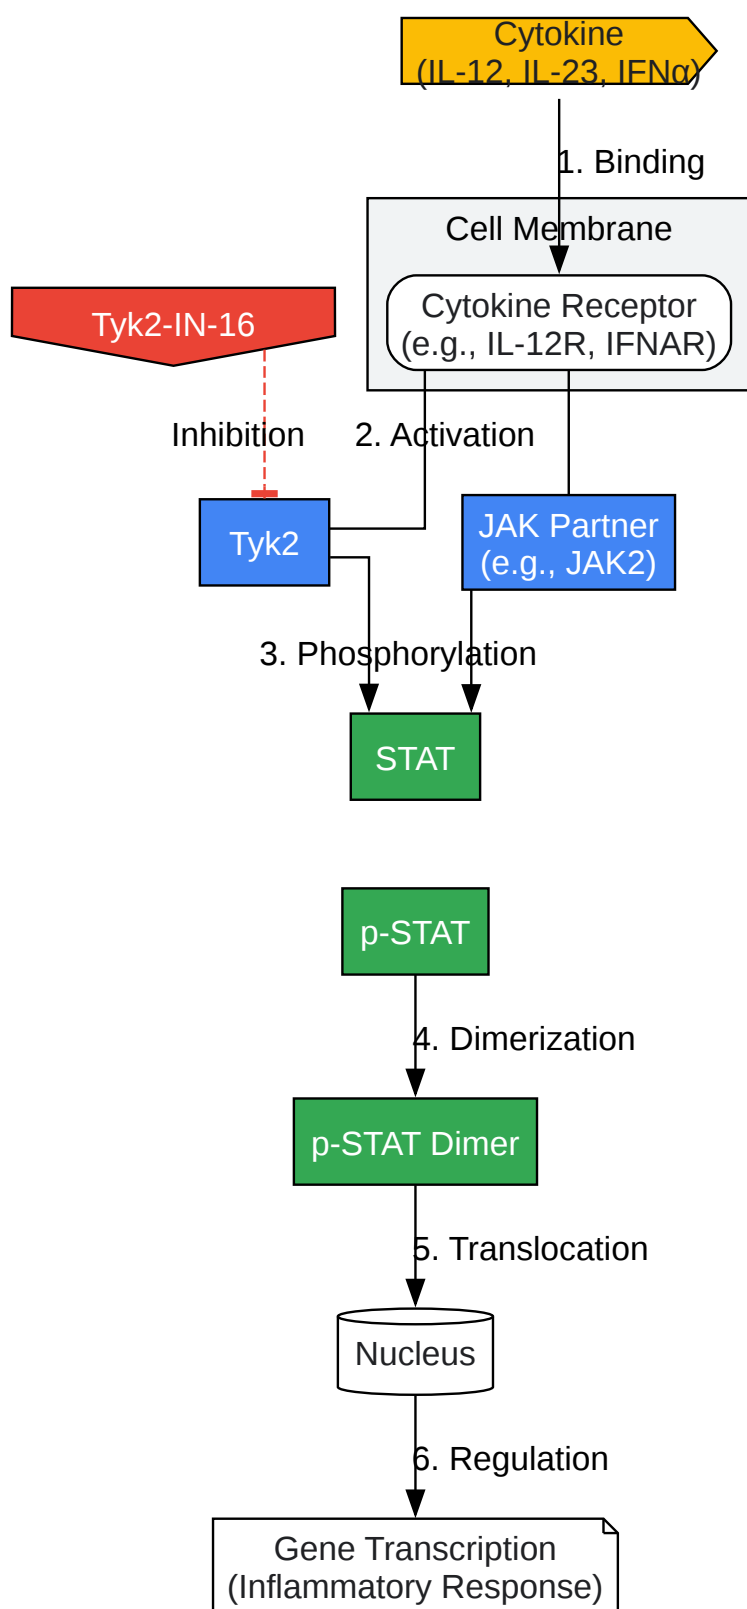 Cytokine
(IL-12, IL-23, IFNα)
1. Binding
Cell Membrane
Cytokine Receptor
(e.g., IL-12R, IFNAR)
Tyk2-IN-16
Inhibition
2. Activation
Tyk2
JAK Partner
(e.g., JAK2)
3. Phosphorylation
STAT
p-STAT
4. Dimerization
p-STAT Dimer
5. Translocation
Nucleus
6. Regulation
Gene Transcription
(Inflammatory Response)